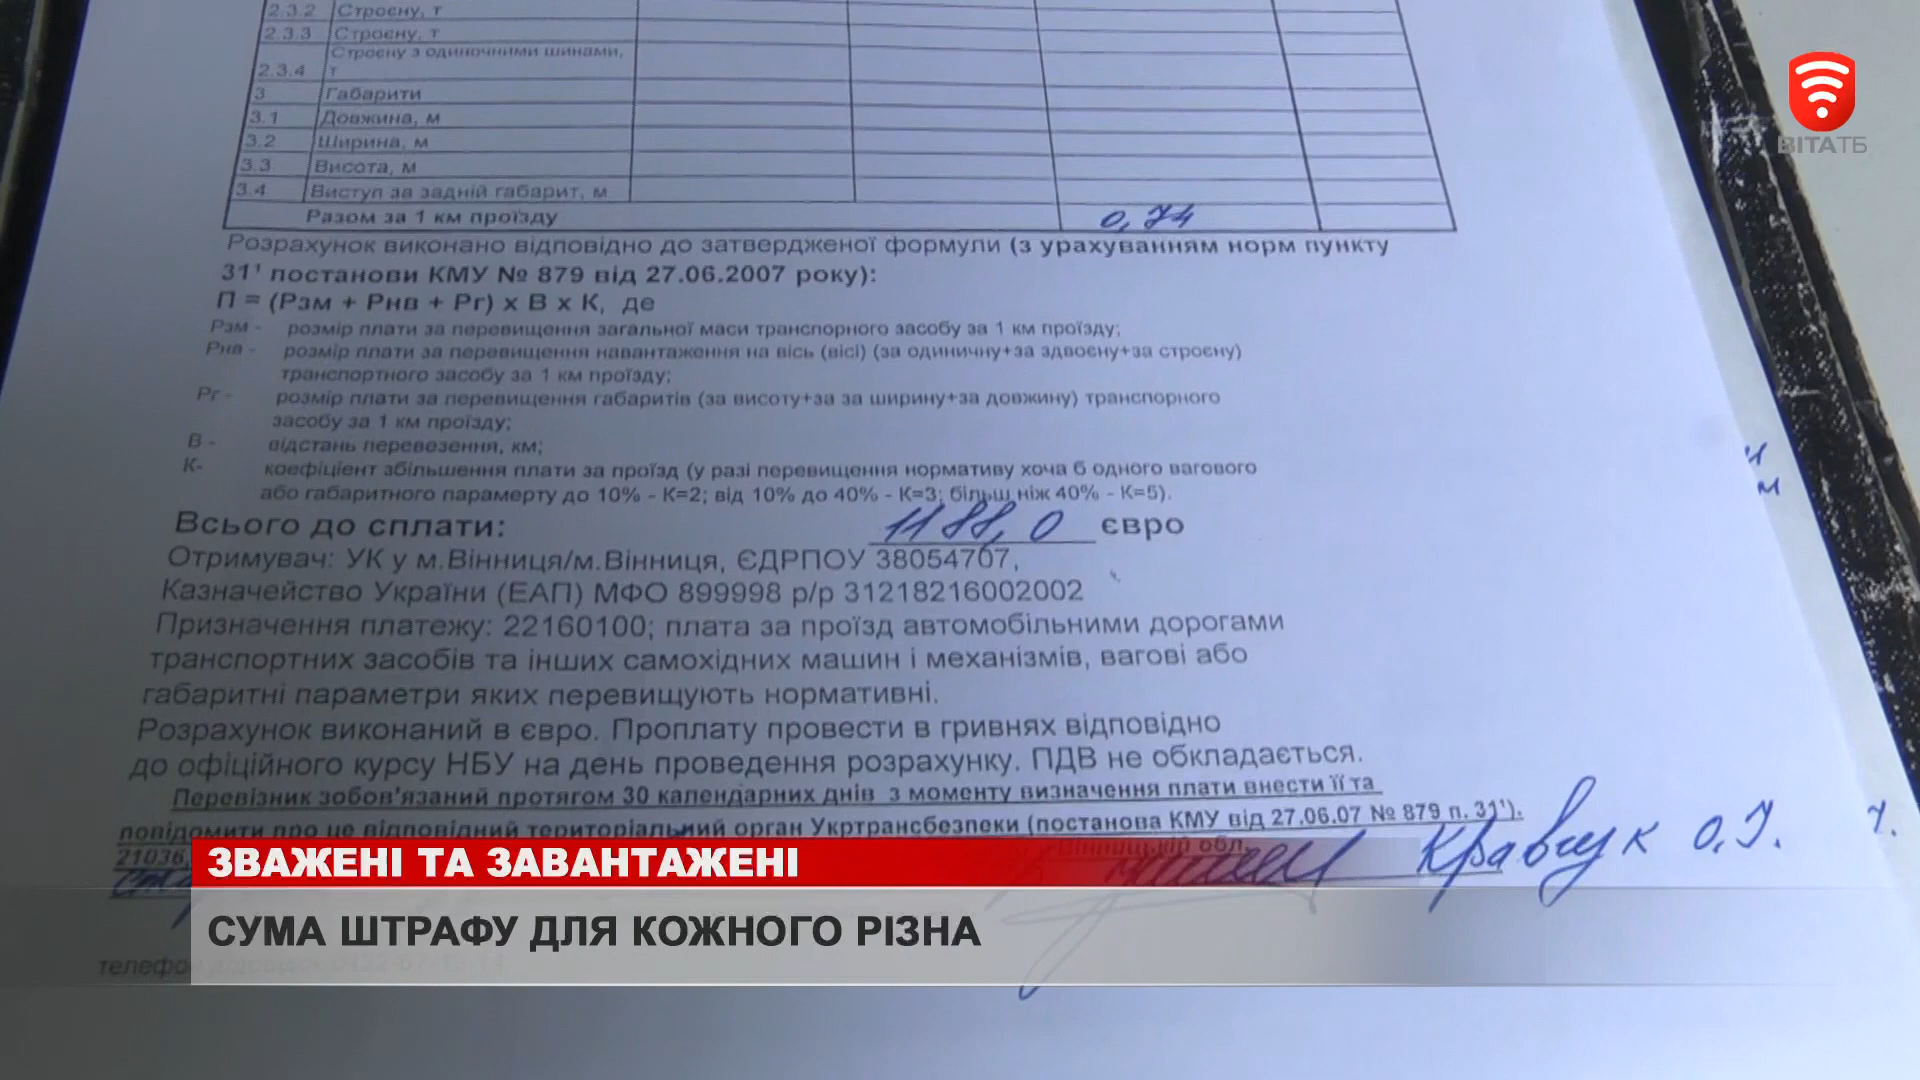 2.3.2 Строєну, т
2.3.3 Строєну, т
Строєну з одиночними шинами,
2.3.4 т
3 Габарити
3.1 Довжина, м
3.2 Ширина, м
3.3 Висота, м
3.4 Виступ за задній габарит, м
Разом за 1 км проїзду 0,74
Розрахунок виконано відповідно до затвердженої формули (з урахуванням норм пункту
31' постанови КМУ № 879 від 27.06.2007 року):
П = (Рзм + Рнв + Рг) х В х К, де
Рзм - розмір плати за перевищення загальної маси транспорного засобу за 1 км проїзду;
Рнв - розмір плати за перевищення навантаження на вісь (вісі) (за одиничну+за здвоєну+за строєну)
транспортного засобу за 1 км проїзду;
Рг - розмір плати за перевищення габаритів (за висоту+за за ширину+за довжину) транспорного
засобу за 1 км проїзду;
В - відстань перевезення, км;
К- коефіцієнт збільшення плати за проїзд (у разі перевищення нормативу хоча б одного вагового
або габаритного парамерту до 10% - К=2; від 10% до 40% - К=3; більш ніж 40% - К=5).
Всього до сплати: 1188,0 євро
Отримувач: УК у м.Вінниця/м.Вінниця, ЄДРПОУ 38054707,
Казначейство України (ЕАП) МФО 899998 р/р 31218216002002
Призначення платежу: 22160100; плата за проїзд автомобільними дорогами
транспортних засобів та інших самохідних машин і механізмів, вагові або
габаритні параметри яких перевищують нормативні.
Розрахунок виконаний в євро. Проплату провести в гривнях відповідно
до офіційного курсу НБУ на день проведення розрахунку. ПДВ не обкладається.
Перевізник зобов'язаний протягом 30 календарних днів з моменту визначення плати внести її та
повідомити про це відповідний територіальний орган Укртрансбезпеки (постанова КМУ від 27.06.07 № 879 п. 31').
21036, Вінницькій обл.
Кравчук О.У.
телефон
ВІТАТБ
ЗВАЖЕНІ ТА ЗАВАНТАЖЕНІ
СУМА ШТРАФУ ДЛЯ КОЖНОГО РІЗНА